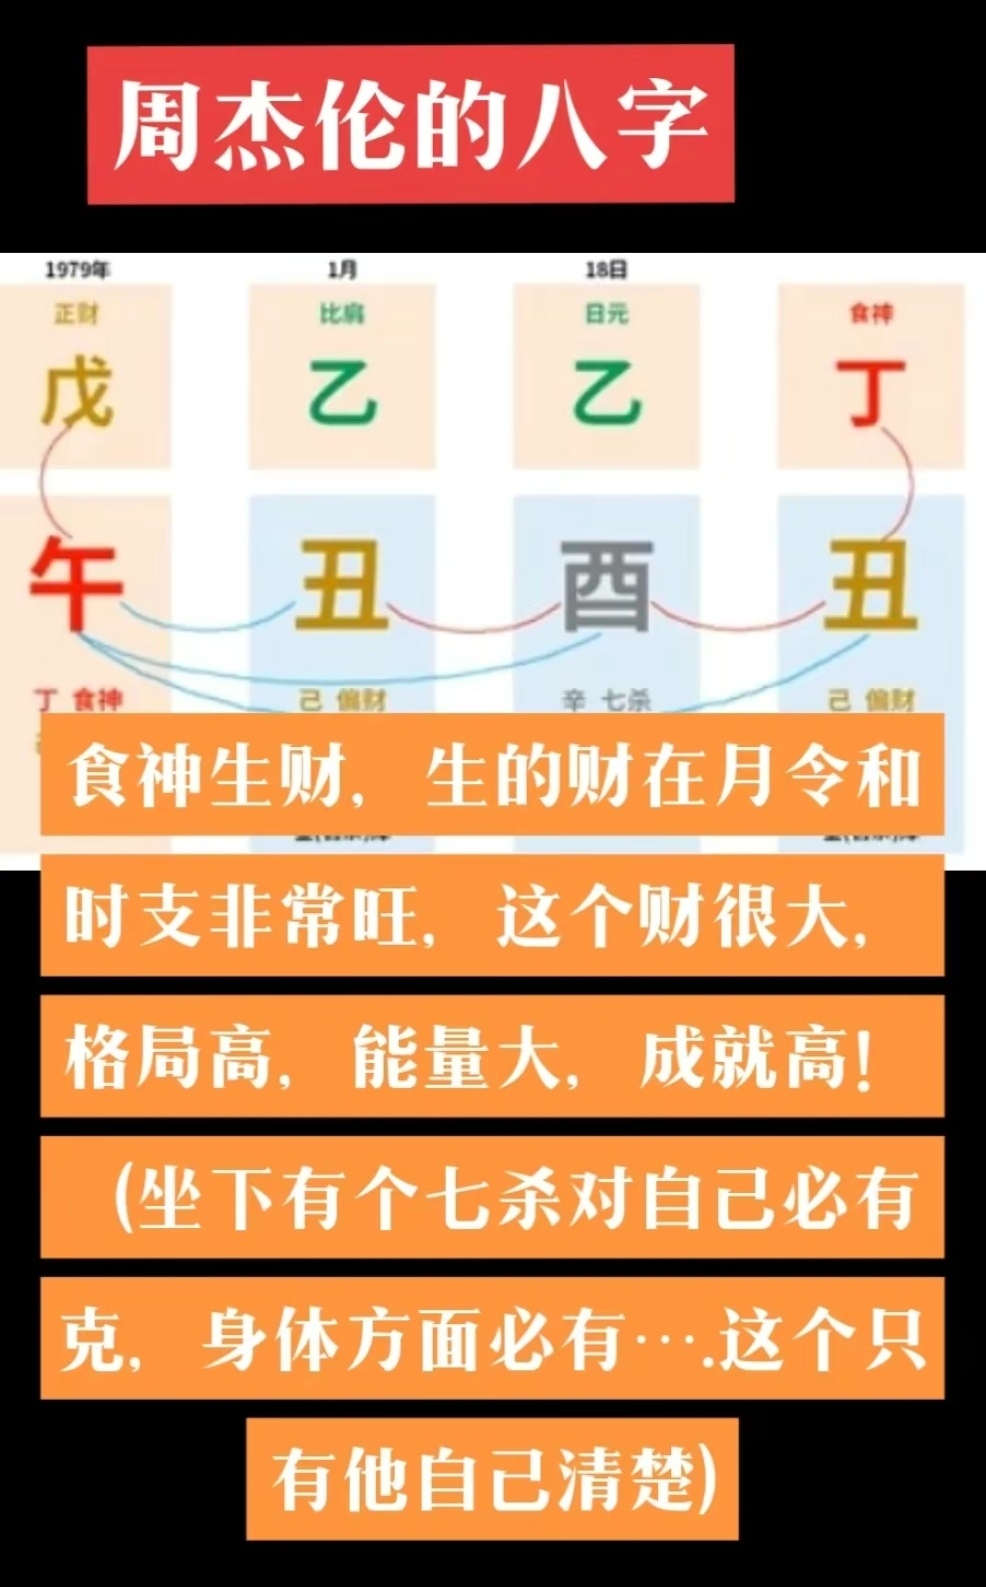 周杰伦的八字
1979年 1月 18日
正财 比肩 日元 食神
戊 乙 乙 丁
午 丑 酉 丑
丁 食神 己 偏财 辛 七杀 己 偏财
食神生财, 生的财在月令和
时支非常旺, 这个财很大,
格局高, 能量大, 成就高!
(坐下有个七杀对自己必有
克, 身体方面必有….这个只
有他自己清楚)